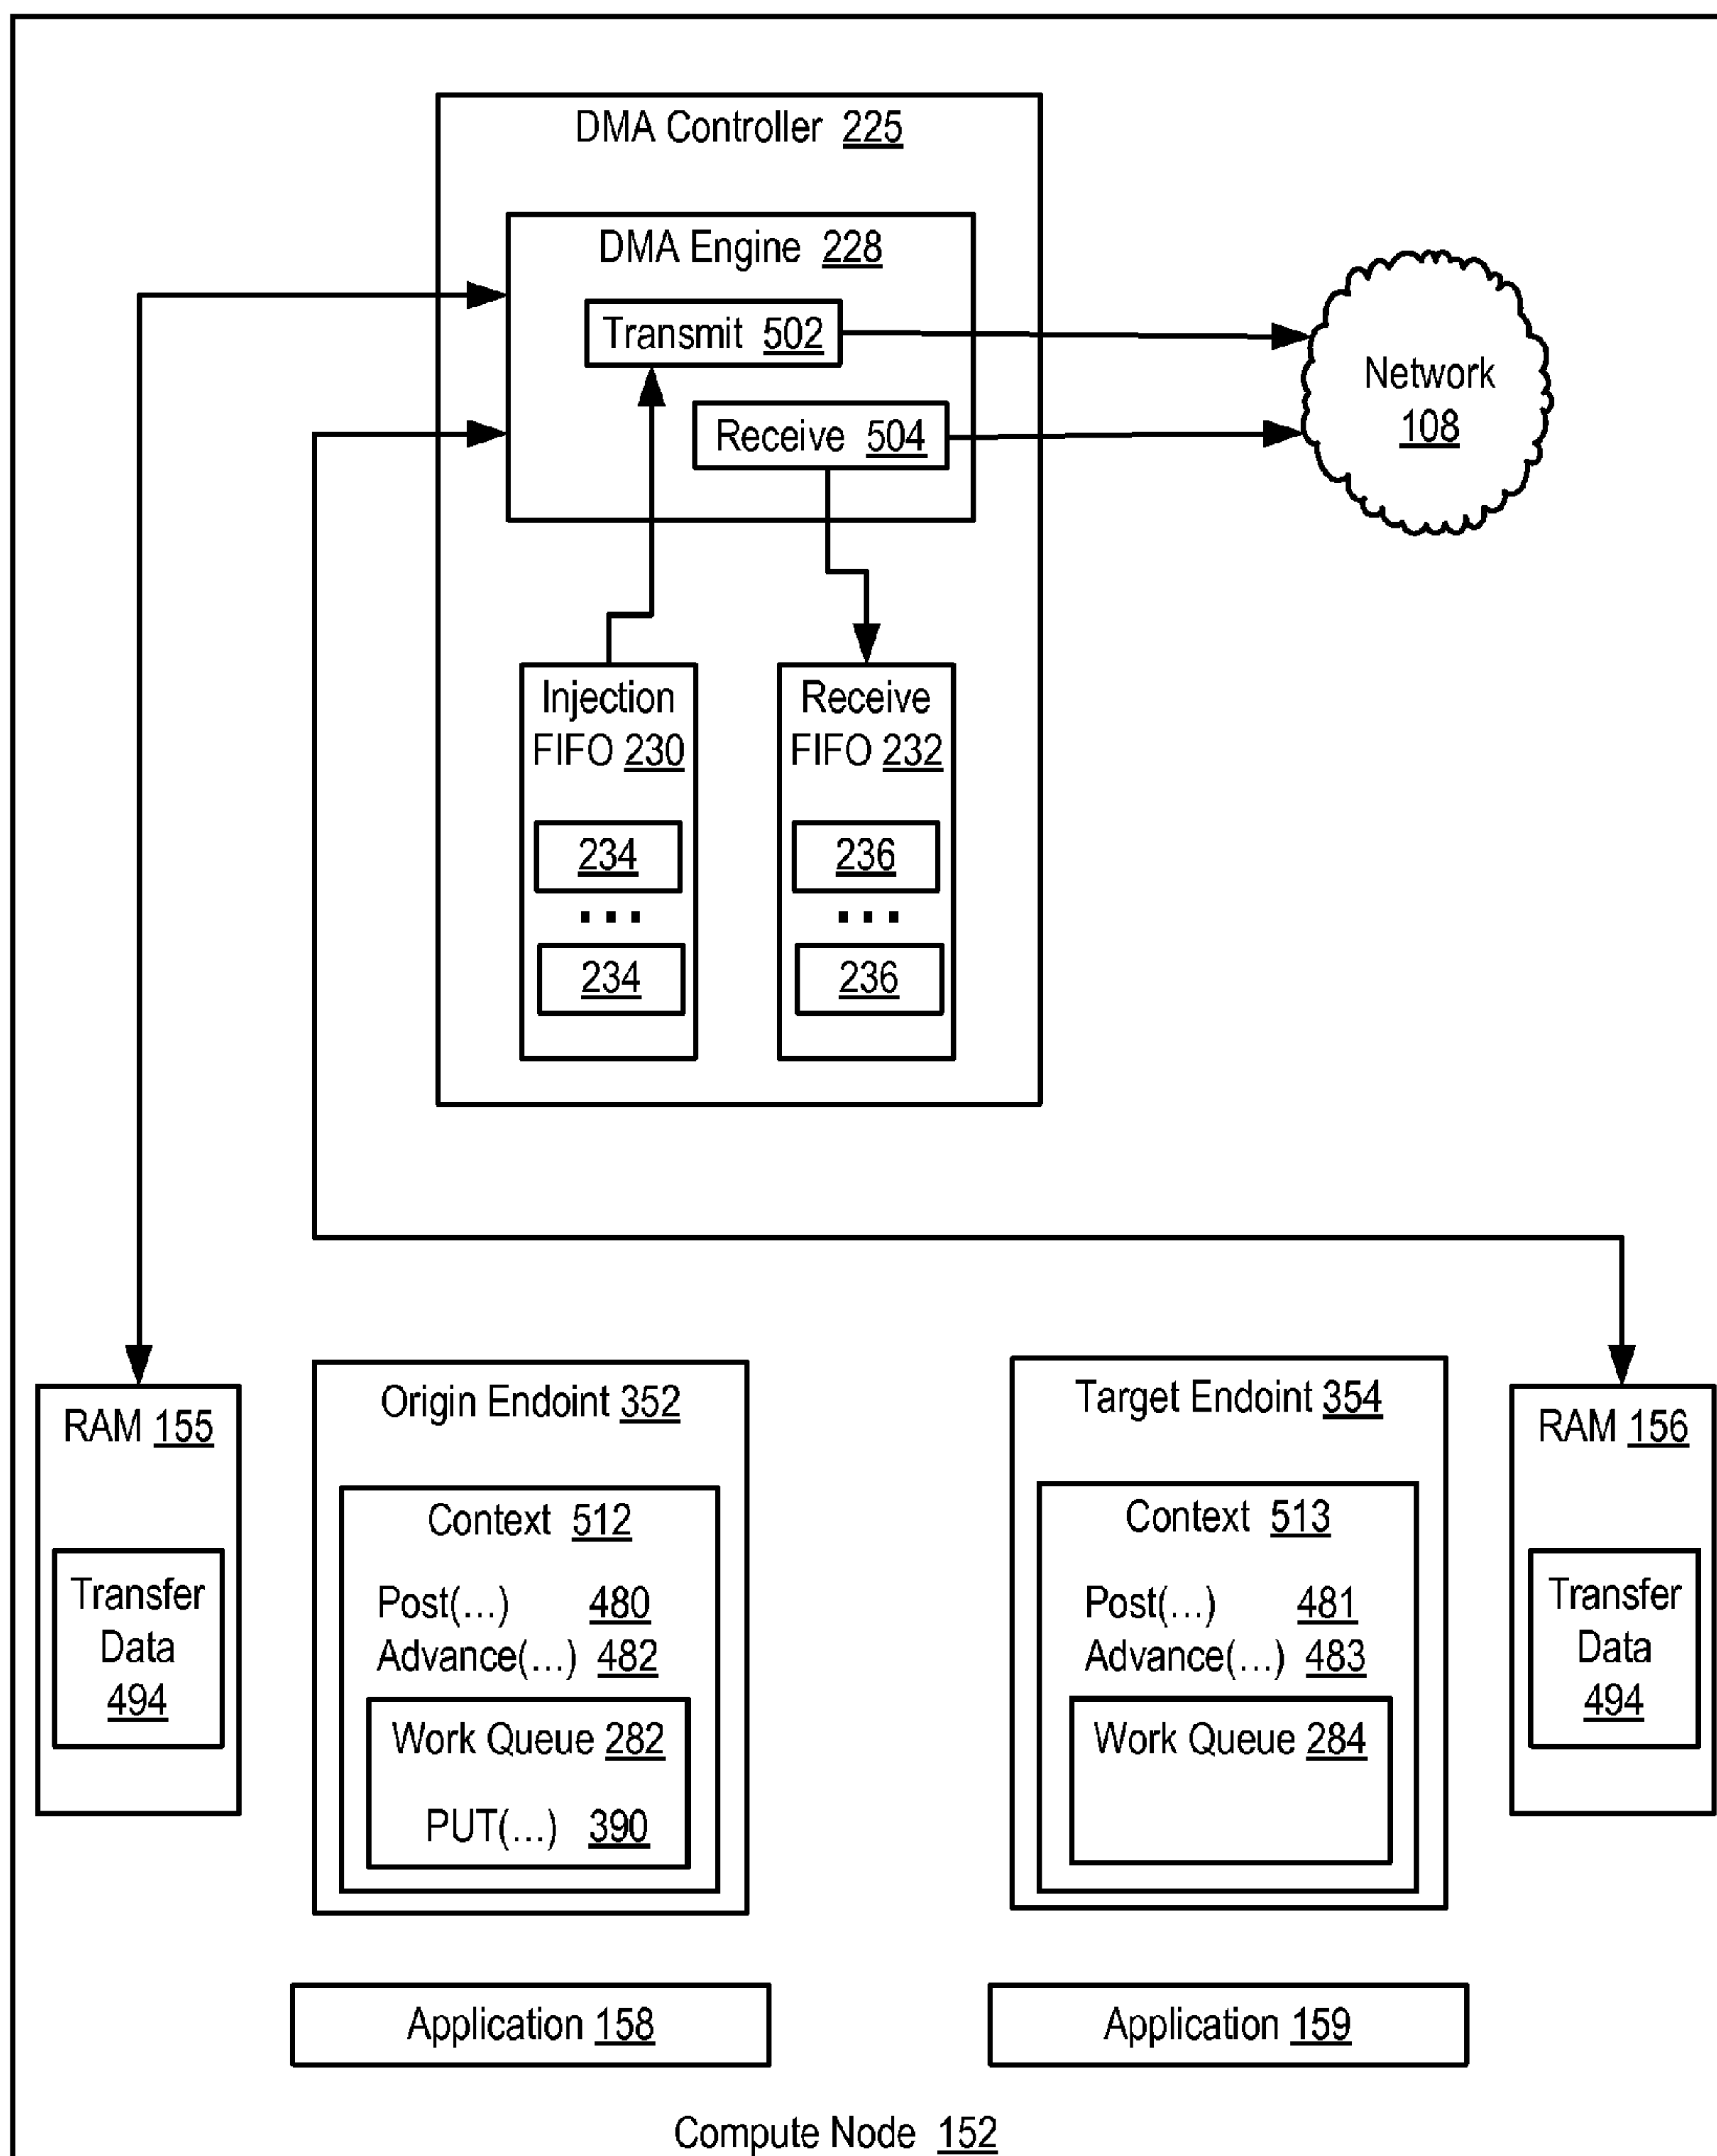 DMA Controller 225
DMA Engine 228
Transmit 502
Receive 504
Network
108
Injection
FIFO 230
234
...
234
Receive
FIFO 232
236
...
236
RAM 155
Transfer
Data
494
Origin Endoint 352
Context 512
Post(...) 480
Advance(...) 482
Work Queue 282
PUT(...) 390
Target Endoint 354
Context 513
Post(...) 481
Advance(...) 483
Work Queue 284
RAM 156
Transfer
Data
494
Application 158
Application 159
Compute Node 152